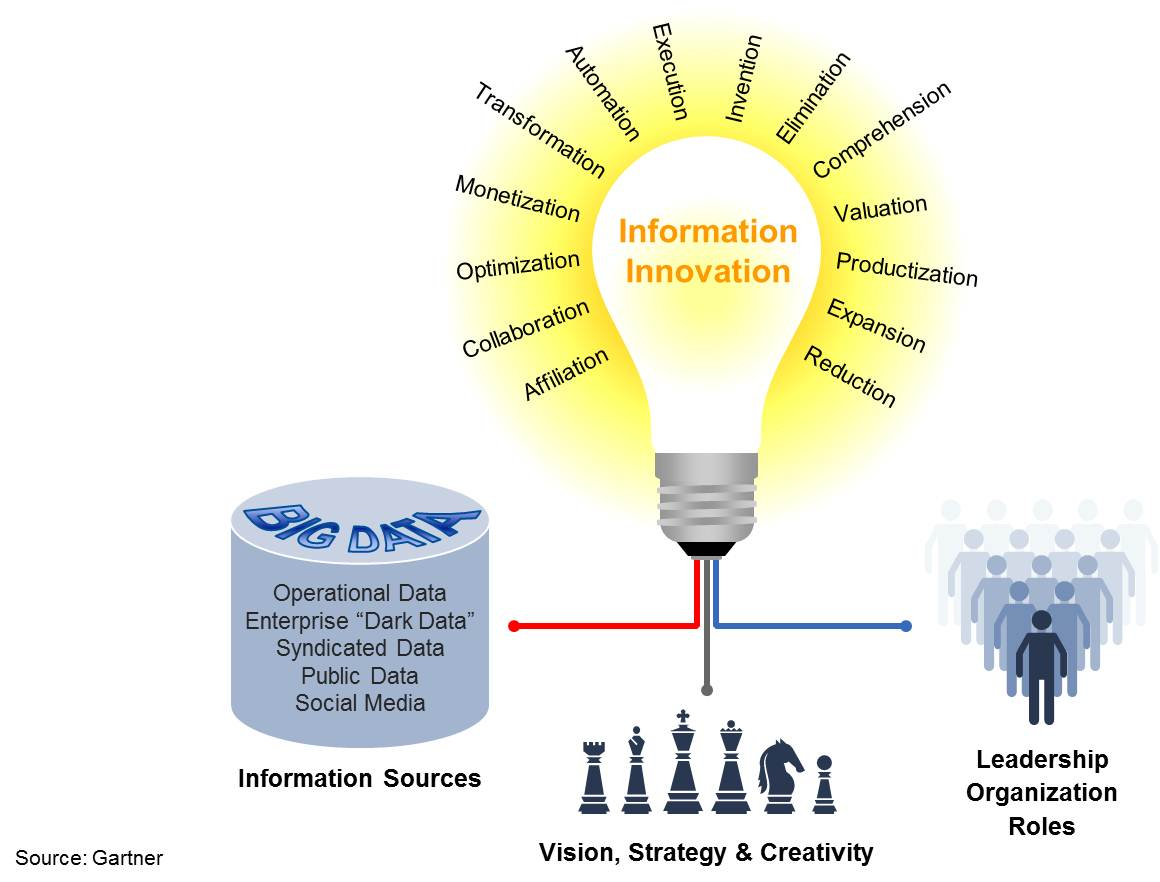 Affiliation
Collaboration
Optimization
Monetization
Transformation
Automation
Execution
Invention
Elimination
Comprehension
Valuation
Productization
Expansion
Reduction
Information
Innovation
BIG DATA
Operational Data
Enterprise “Dark Data”
Syndicated Data
Public Data
Social Media
Information Sources
Vision, Strategy & Creativity
Leadership
Organization
Roles
Source: Gartner